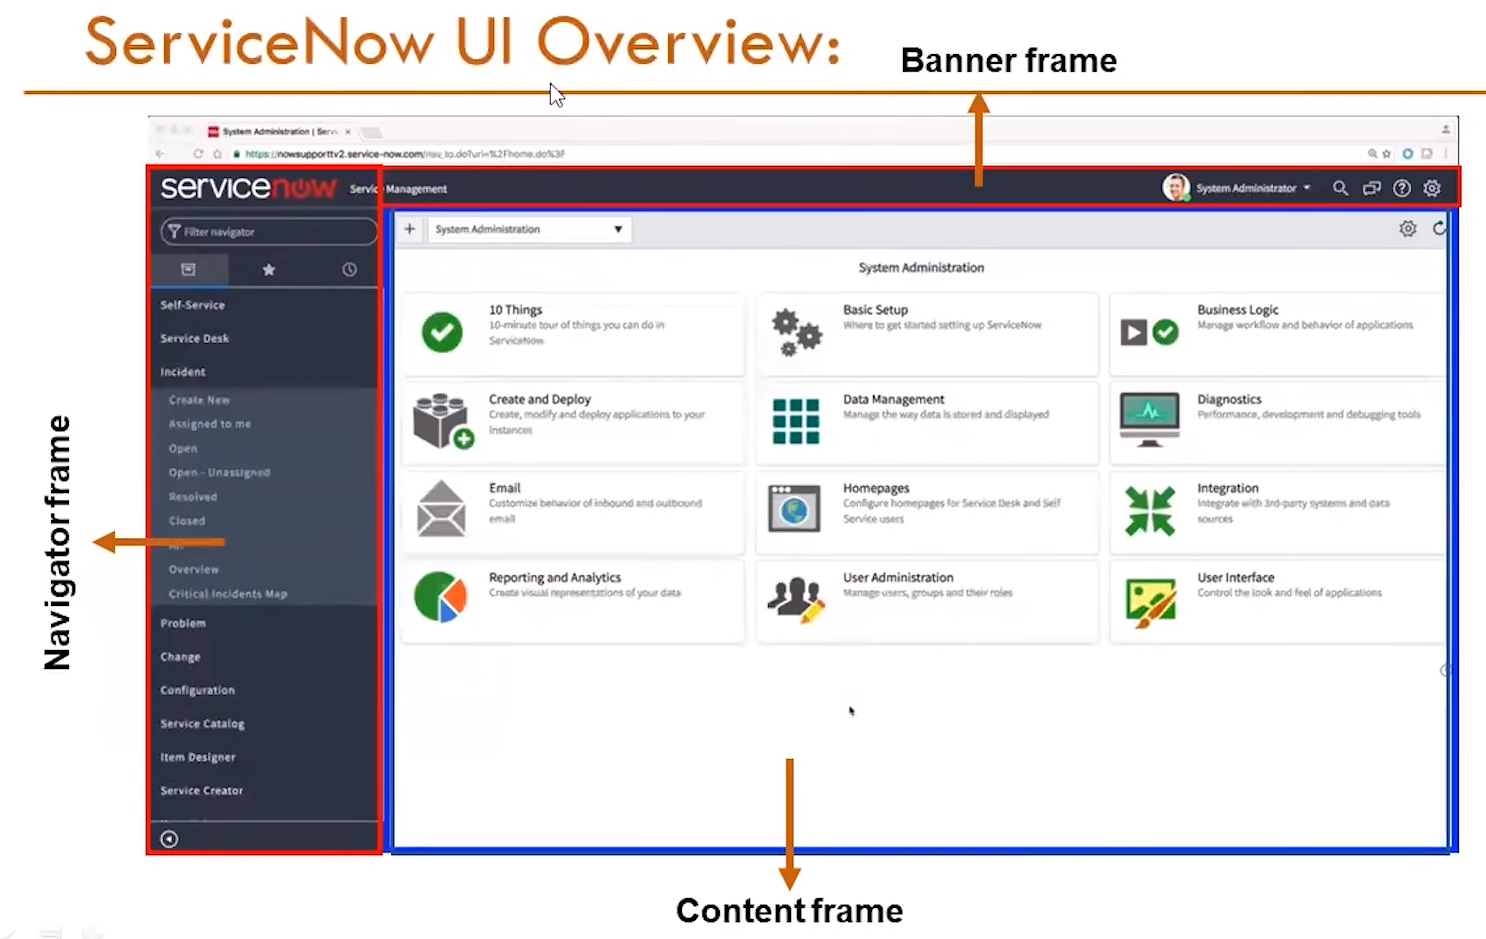 ServiceNow UI Overview:
Banner frame
System Administration | Serv
https://nowsupporttv2.service-now.com/nav_to.do?uri=%2Fhome.do%3F
servicenow Service Management
System Administrator
Filter navigator
System Administration
System Administration
Self-Service
Service Desk
Incident
Create New
Assigned to me
Open
Open - Unassigned
Resolved
Closed
Overview
Critical Incidents Map
Problem
Change
Configuration
Service Catalog
Item Designer
Service Creator
10 Things
10-minute tour of things you can do in
ServiceNow
Basic Setup
Where to get started setting up ServiceNow
Business Logic
Manage workflow and behavior of applications
Create and Deploy
Create, modify and deploy applications to your
Instances
Data Management
Manage the way data is stored and displayed
Diagnostics
Performance, development and debugging tools
Email
Customize behavior of inbound and outbound
email
Homepages
Configure homepages for Service Desk and Self
Service users
Integration
Integrate with 3rd-party systems and data
sources
Reporting and Analytics
Create visual representations of your data
User Administration
Manage users, groups and their roles
User Interface
Control the look and feel of applications
Navigator frame
Content frame